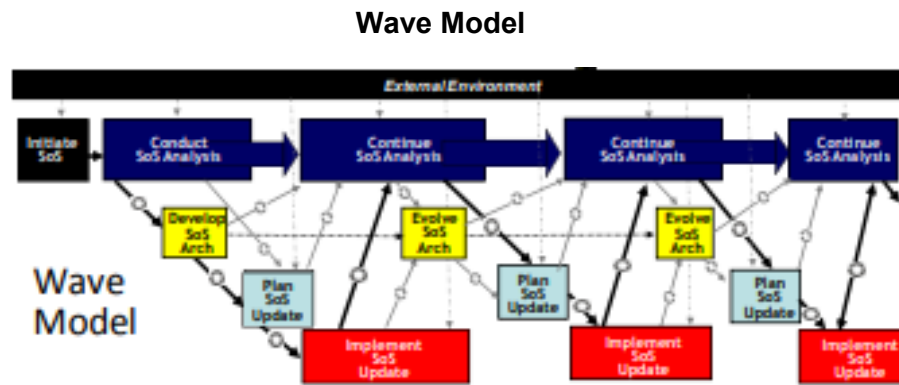 Wave Model
External Environment
Initiate
SoS
Conduct
SoS Analysis
Continue
SoS Analysis
Continue
SoS Analysis
Continue
SoS Analysis
Develop
SoS
Arch
Evolve
SoS
Arch
Evolve
SoS
Arch
Plan
SoS
Update
Plan
SoS
Update
Plan
SoS
Update
Wave
Model
Implement
SoS
Update
Implement
SoS
Update
Implement
SoS
Update